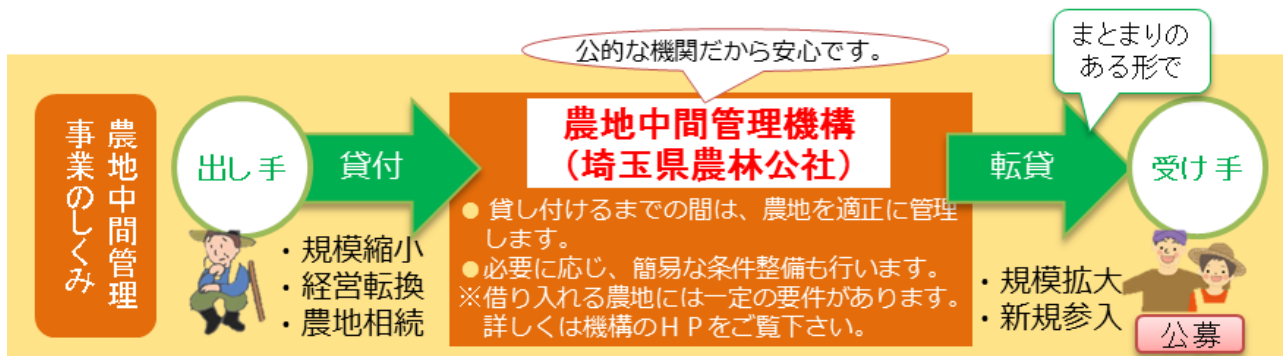 農地中間管理
事業のしくみ
出し手
・規模縮小
・経営転換
・農地相続
貸付
公的な機関だから安心です。
農地中間管理機構
（埼玉県農林公社）
● 貸し付けるまでの間は、農地を適正に管理
します。
●必要に応じ、簡易な条件整備も行います。
※借り入れる農地には一定の要件があります。
詳しくは機構のＨＰをご覧下さい。
転貸
まとまりの
ある形で
受け手
・規模拡大
・新規参入
公募